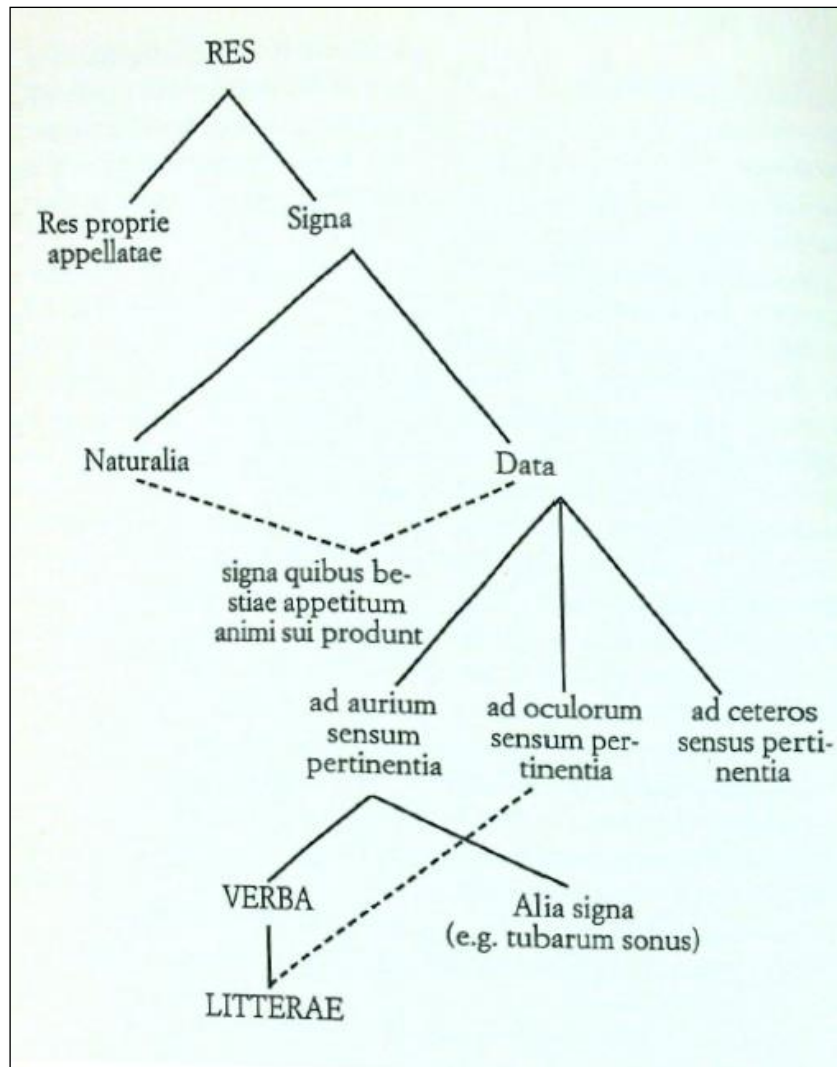 RES
Res proprie
appellatae
Signa
Naturalia
Data
signa quibus be-
stiae appetitum
animi sui produnt
ad aurium
sensum
pertinentia
ad oculorum
sensum per-
tinentia
ad ceteros
sensus perti-
nentia
VERBA
Alia signa
(e.g. tubarum sonus)
LITTERAE